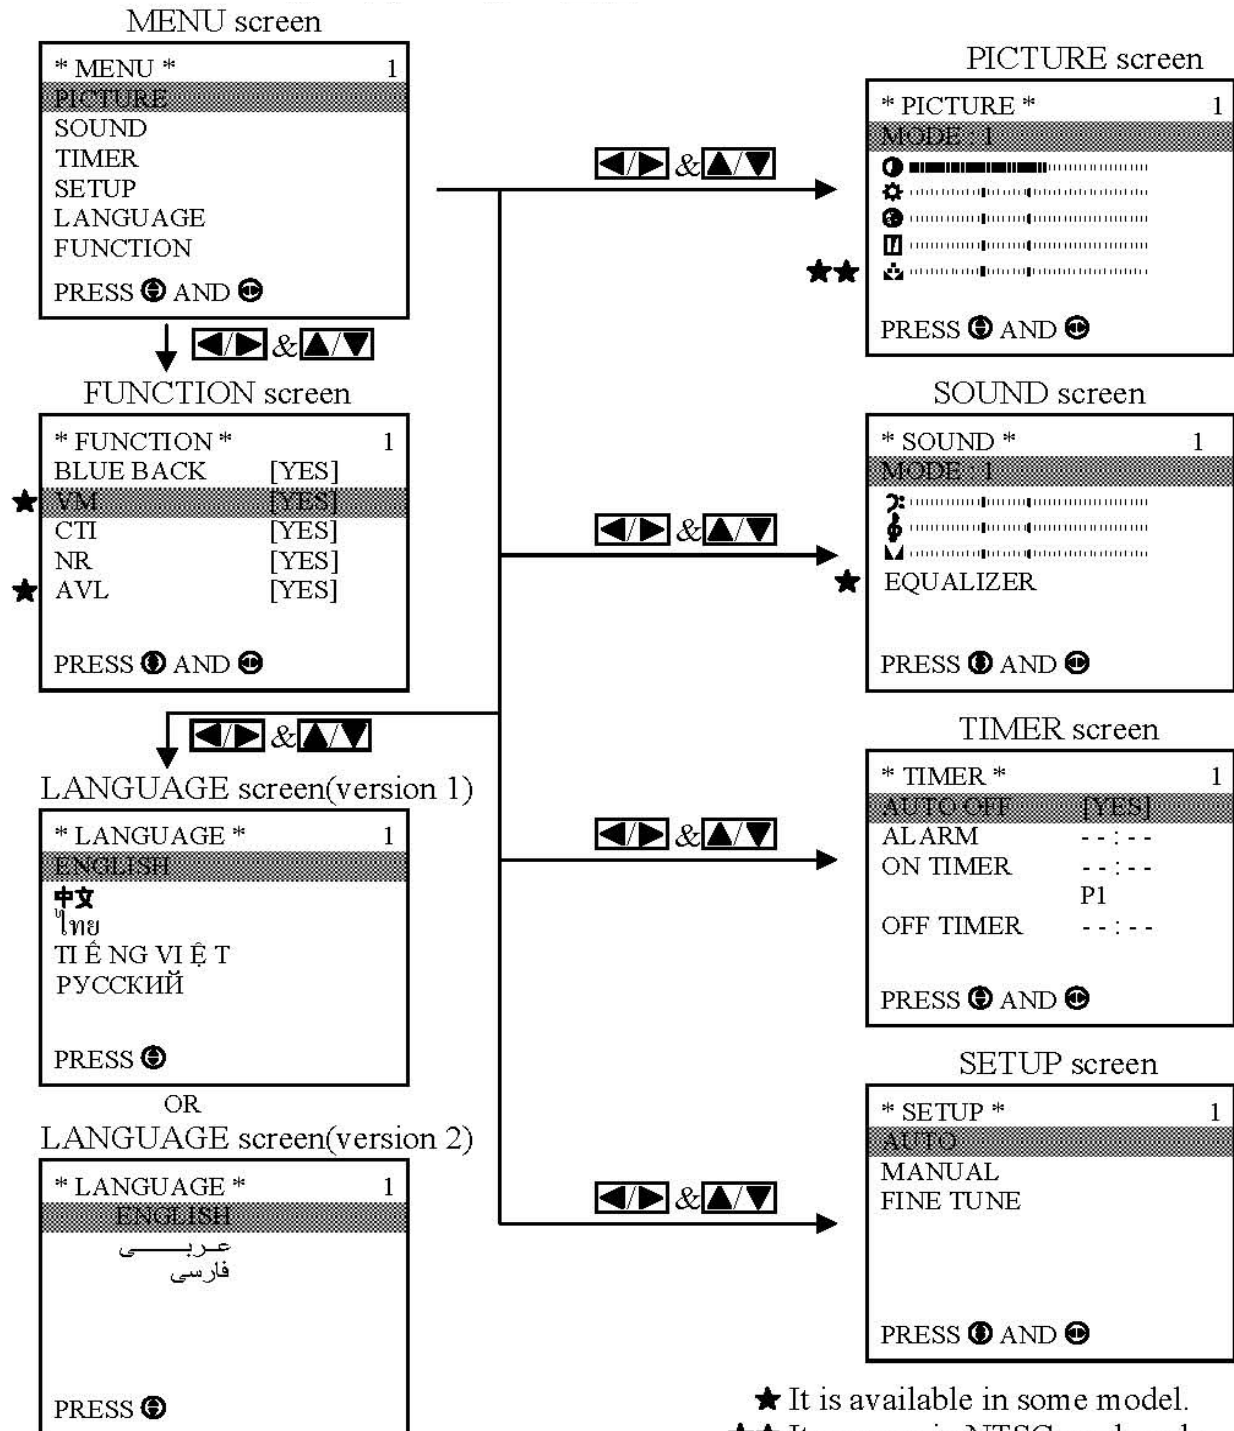 MENU screen
* MENU * 1
PICTURE
SOUND
TIMER
SETUP
LANGUAGE
FUNCTION
PRESS AND
&
FUNCTION screen
* FUNCTION * 1
BLUE BACK [YES]
★ VM [YES]
CTI [YES]
NR [YES]
★ AVL [YES]
PRESS AND
&
LANGUAGE screen(version 1)
* LANGUAGE * 1
ENGLISH
中文
ไทย
TI Ế NG VI Ệ T
РУССКИЙ
PRESS
OR
LANGUAGE screen(version 2)
* LANGUAGE * 1
ENGLISH
عربـــــي
فارسی
PRESS
◀/▶ & ▲/▼
PICTURE screen
* PICTURE * 1
MODE : 1
★★
PRESS AND
◀/▶ & ▲/▼
SOUND screen
* SOUND * 1
MODE : 1
★ EQUALIZER
PRESS AND
◀/▶ & ▲/▼
TIMER screen
* TIMER * 1
AUTO OFF [YES]
ALARM - - : - -
ON TIMER - - : - -
P1
OFF TIMER - - : - -
PRESS AND
◀/▶ & ▲/▼
SETUP screen
* SETUP * 1
AUTO
MANUAL
FINE TUNE
PRESS AND
★ It is available in some model.